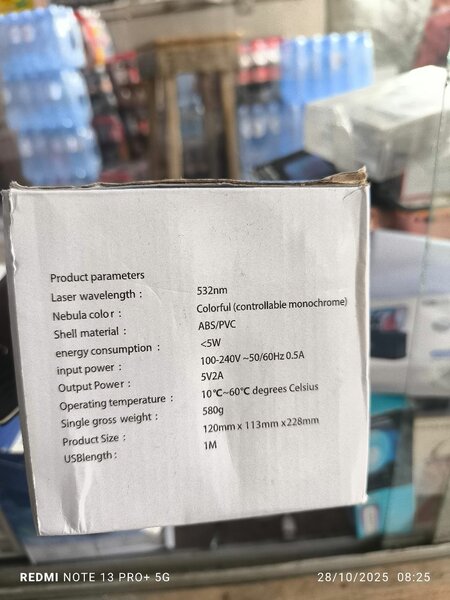 Product parameters
Laser wavelength : 532nm
Nebula color : Colorful (controllable monochrome)
Shell material : ABS/PVC
energy consumption : <5W
input power : 100-240V ~50/60Hz 0.5A
Output Power : 5V2A
Operating temperature : 10℃~60℃ degrees Celsius
Single gross weight : 580g
Product Size : 120mm x 113mm x228mm
USBlength : 1M
REDMI NOTE 13 PRO+ 5G
28/10/2025 08:25